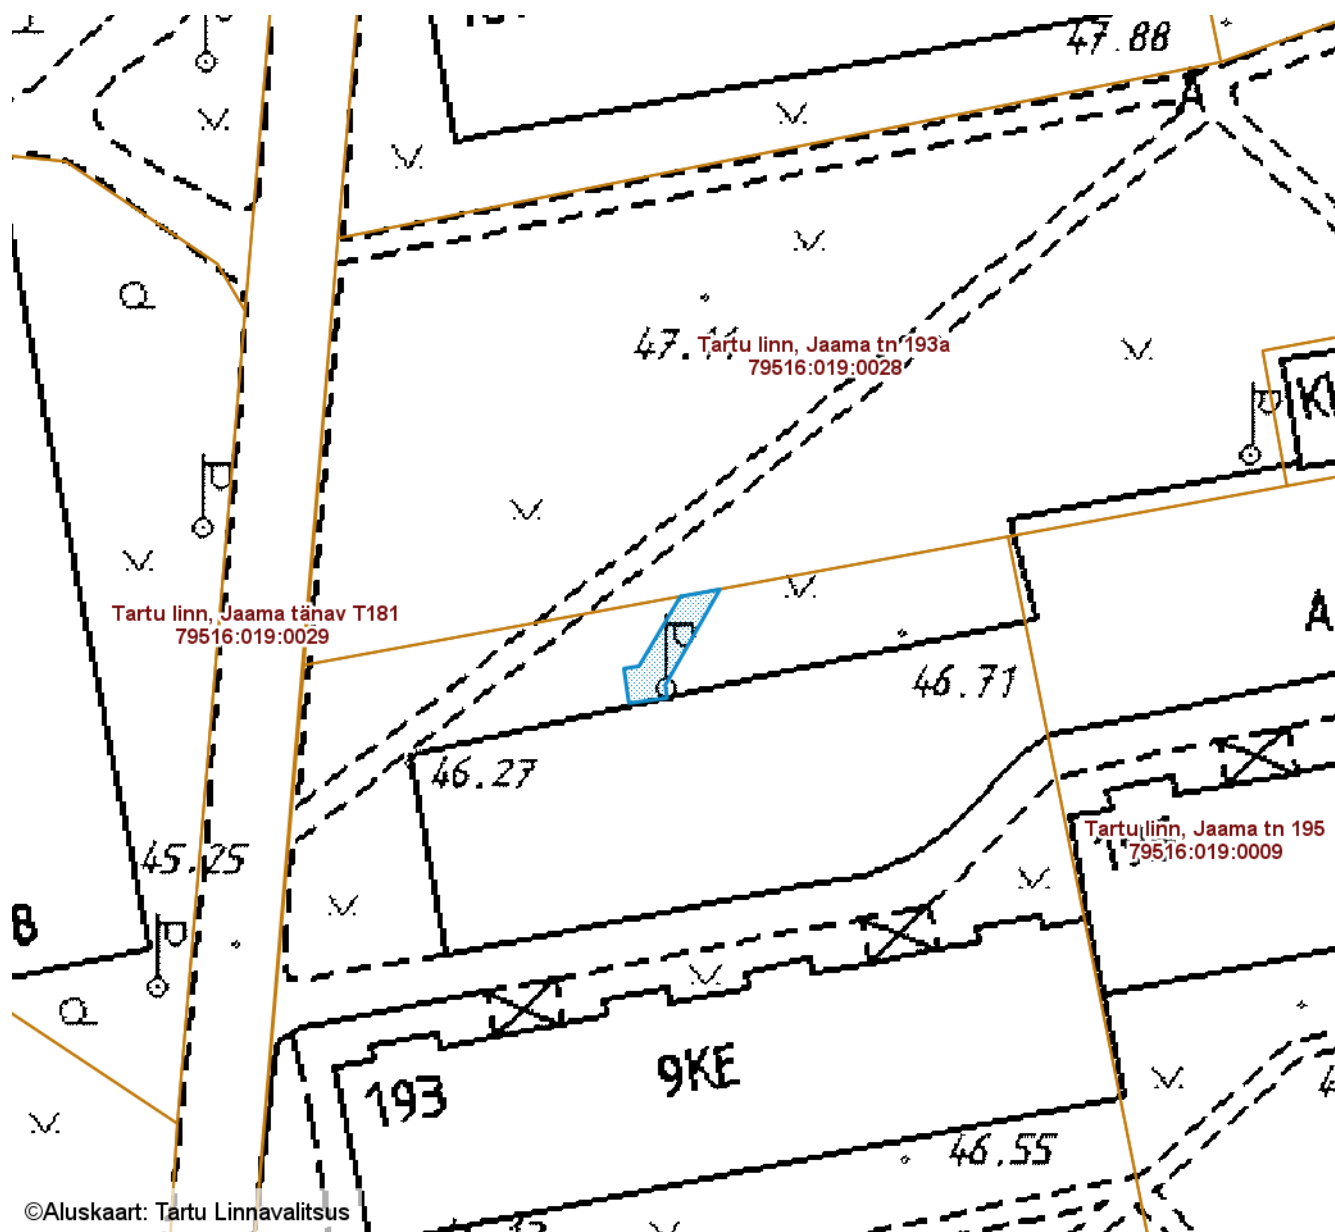 47.88
A
Tartu linn, Jaama tn 193a
79516:019:0028
Tartu linn, Jaama tänav T181
79516:019:0029
A
46.71
46.27
Tartu linn, Jaama tn 195
79516:019:0009
45.25
8
9KE
193
46.55
©Aluskaart: Tartu Linnavalitsus